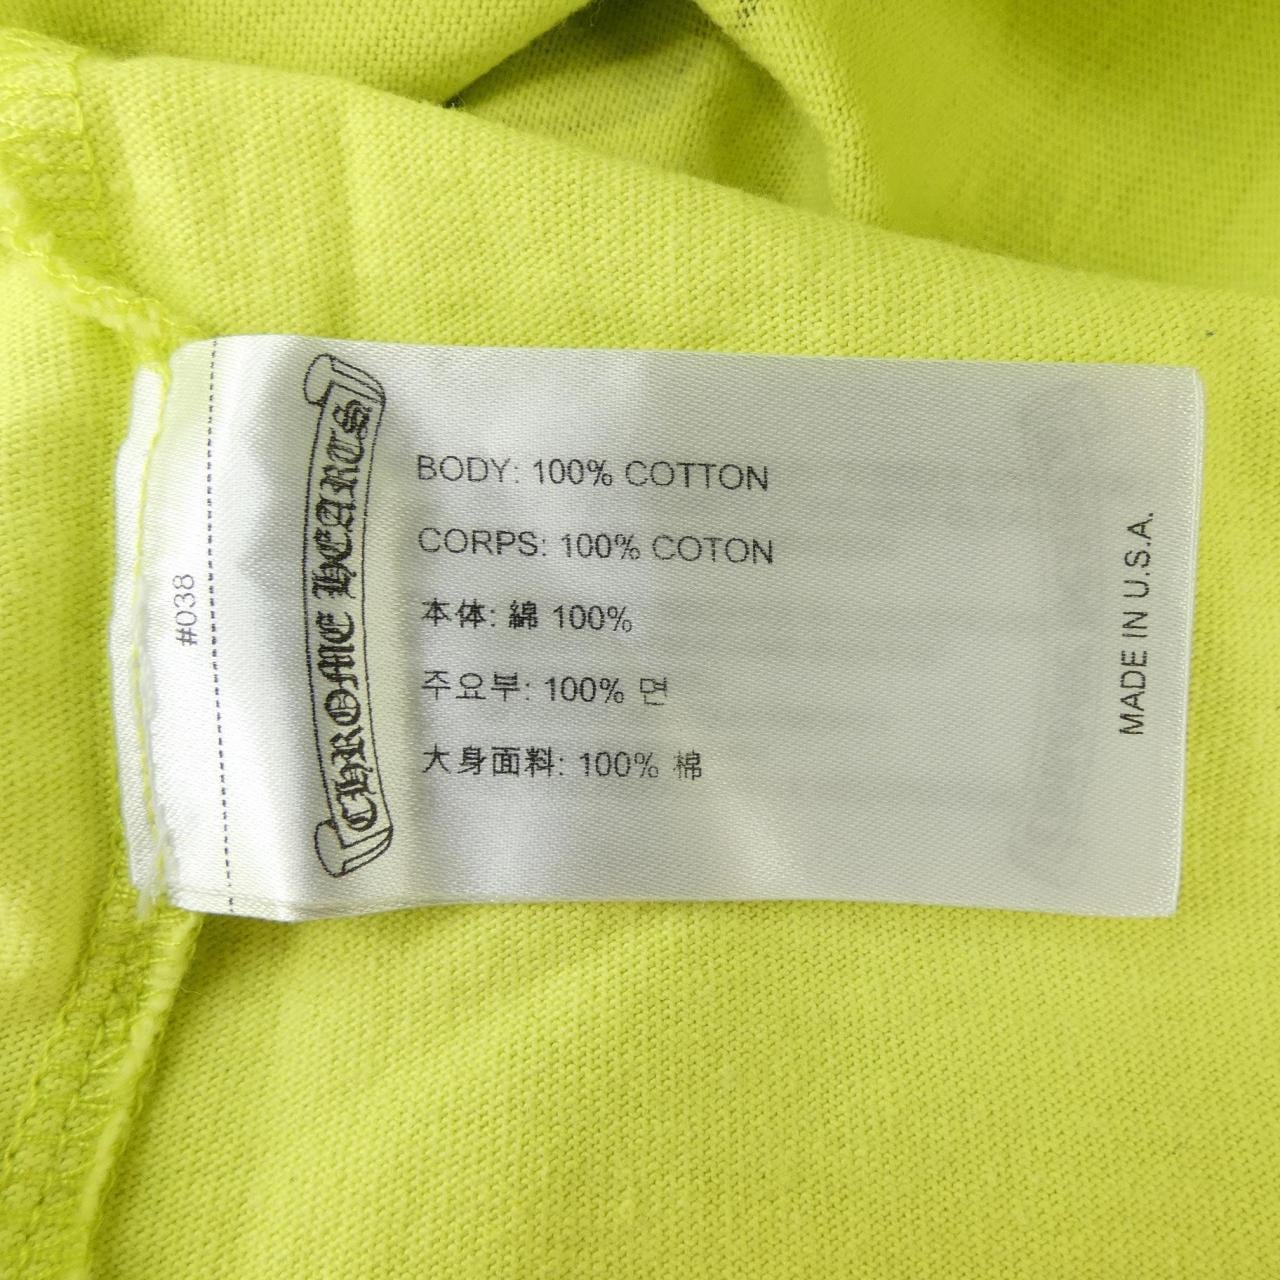 #038
CHROME HEARTS
BODY: 100% COTTON
CORPS: 100% COTON
本体: 綿 100%
주요부: 100% 면
大身面料: 100% 棉
MADE IN U.S.A.